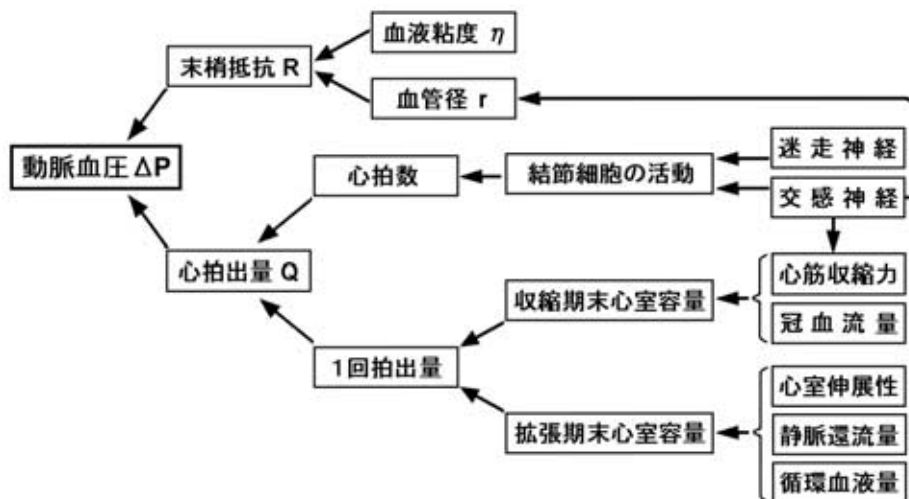 血液粘度 η
末梢抵抗 R
血管径 r
動脈血圧 ΔP
迷走神経
心拍数
結節細胞の活動
交感神経
心拍出量 Q
心筋収縮力
収縮期末心室容量
冠血流量
1回拍出量
心室伸展性
拡張期末心室容量
静脈還流量
循環血液量